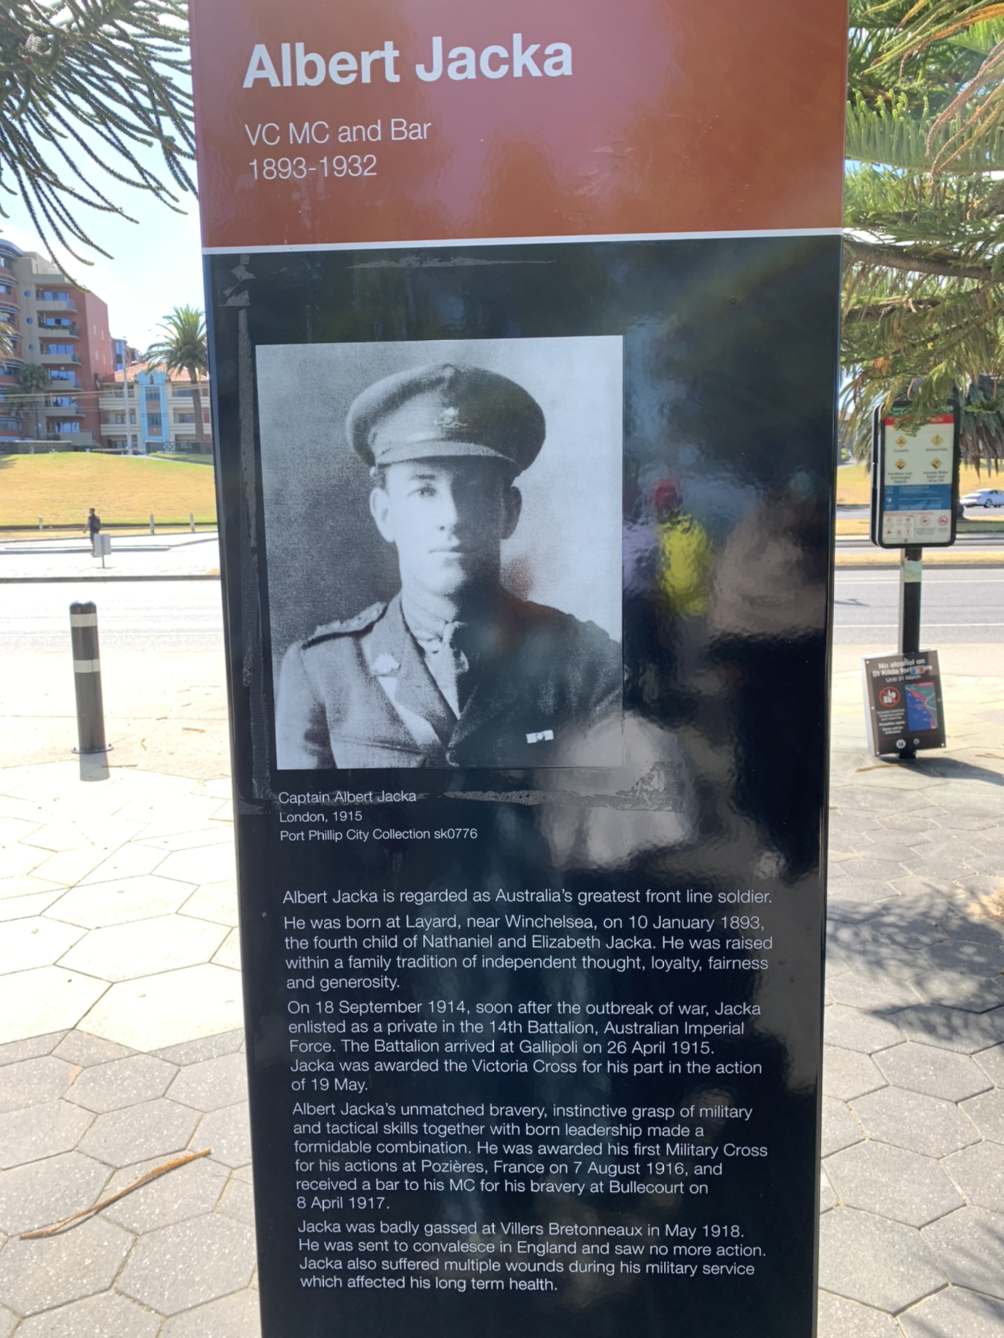 Albert Jacka
VC MC and Bar
1893-1932
Captain Albert Jacka
London, 1915
Port Phillip City Collection sk0776
Albert Jacka is regarded as Australia's greatest front line soldier.
He was born at Layard, near Winchelsea, on 10 January 1893,
the fourth child of Nathaniel and Elizabeth Jacka. He was raised
within a family tradition of independent thought, loyalty, fairness
and generosity.
On 18 September 1914, soon after the outbreak of war, Jacka
enlisted as a private in the 14th Battalion, Australian Imperial
Force. The Battalion arrived at Gallipoli on 26 April 1915.
Jacka was awarded the Victoria Cross for his part in the action
of 19 May.
Albert Jacka's unmatched bravery, instinctive grasp of military
and tactical skills together with born leadership made a
formidable combination. He was awarded his first Military Cross
for his actions at Pozières, France on 7 August 1916, and
received a bar to his MC for his bravery at Bullecourt on
8 April 1917.
Jacka was badly gassed at Villers Bretonneaux in May 1918.
He was sent to convalesce in England and saw no more action.
Jacka also suffered multiple wounds during his military service
which affected his long term health.
No alcohol on
St Kilda